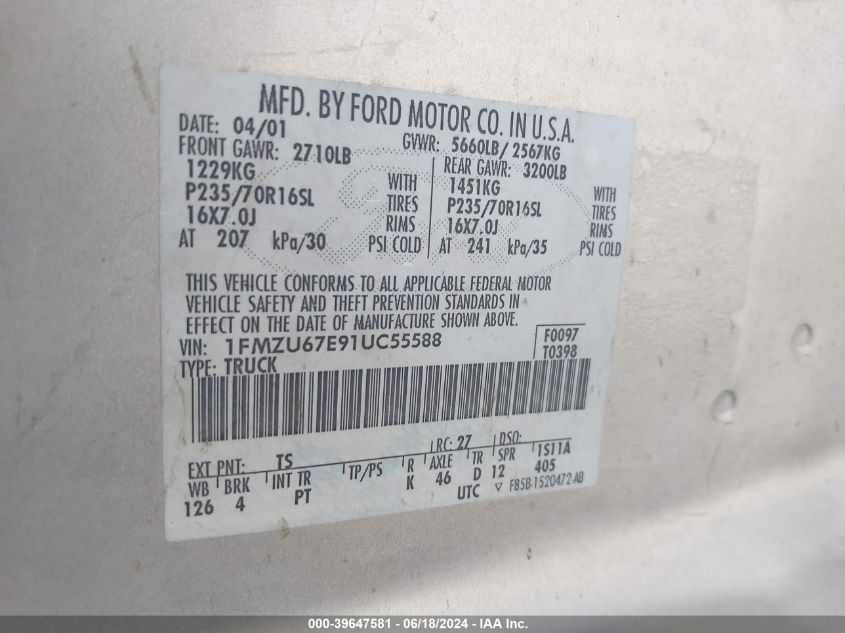 MFD. BY FORD MOTOR CO. IN U.S.A.
DATE: 04/01 GVWR: 5660LB/ 2567KG
FRONT GAWR: 2710LB REAR GAWR: 3200LB
1229KG WITH 1451KG WITH
P235/70R16SL TIRES P235/70R16SL TIRES
16X7.0J RIMS 16X7.0J RIMS
AT 207 kPa/30 PSI COLD AT 241 kPa/35 PSI COLD
THIS VEHICLE CONFORMS TO ALL APPLICABLE FEDERAL MOTOR
VEHICLE SAFETY AND THEFT PREVENTION STANDARDS IN
EFFECT ON THE DATE OF MANUFACTURE SHOWN ABOVE.
VIN: 1FMZU67E91UC55588 F0097
TYPE: TRUCK T0398
EXT PNT: TS RC: 27 DSO:
WB BRK INT TR TP/PS R AXLE TR SPR 1S11A
126 4 PT K 46 D 12 405
UTC ▽ F85B-1520472-AB
000-39647581 - 06/18/2024 - IAA Inc.